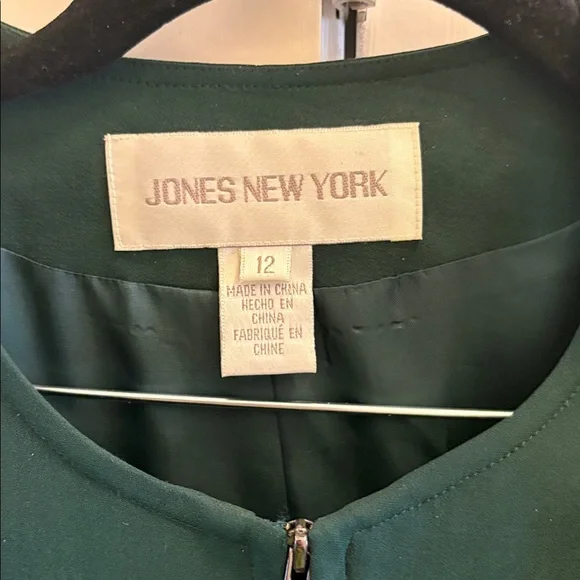 JONES NEW YORK
12
MADE IN CHINA
HECHO EN
CHINA
FABRIQUÉ EN
CHINE